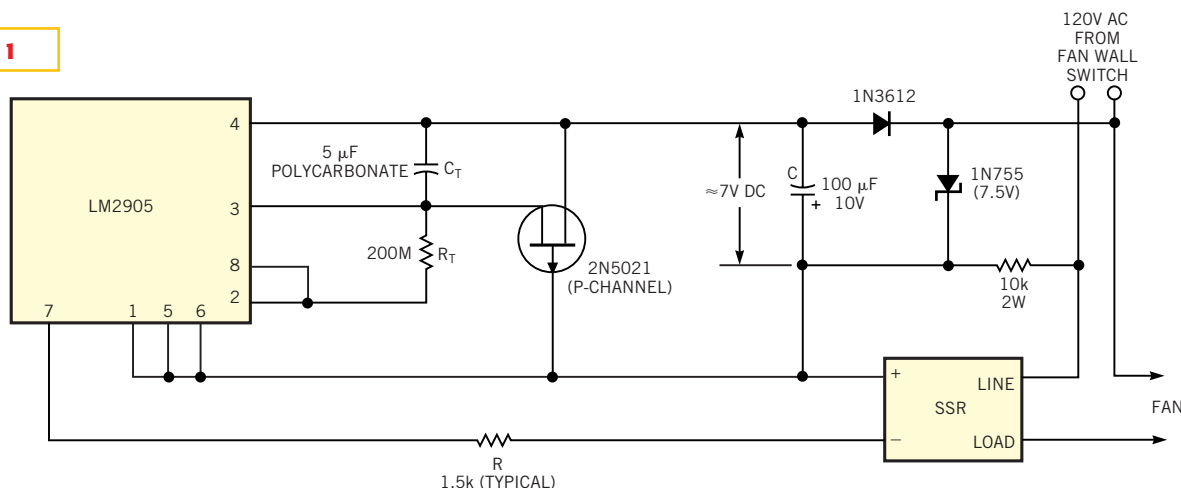 1
120V AC
FROM
FAN WALL
SWITCH
1N3612
4
5 µF
POLYCARBONATE
CT
C
100 µF
10V
+
≈7V DC
1N755
(7.5V)
LM2905
3
200M
RT
8
2
2N5021
(P-CHANNEL)
10k
2W
7
1
5
6
+
LINE
SSR
FAN
–
LOAD
R
1.5k (TYPICAL)